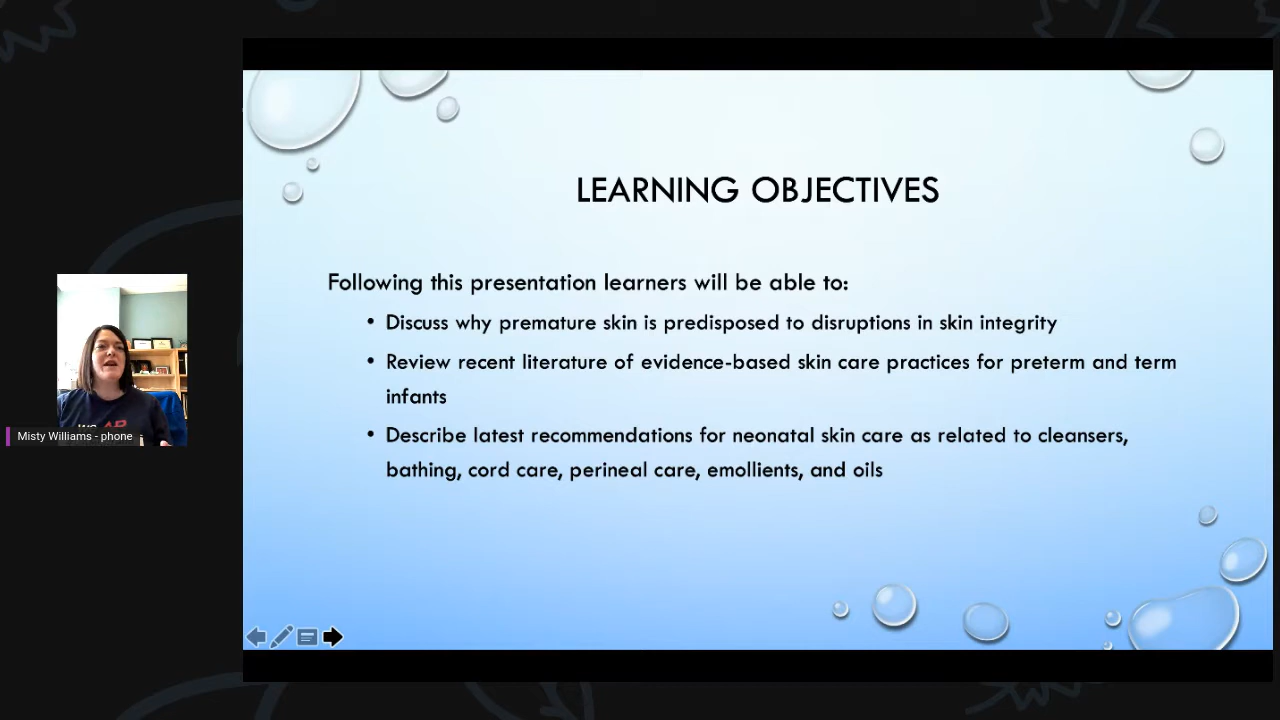 LEARNING OBJECTIVES
Following this presentation learners will be able to:
• Discuss why premature skin is predisposed to disruptions in skin integrity
• Review recent literature of evidence-based skin care practices for preterm and term
infants
• Describe latest recommendations for neonatal skin care as related to cleansers,
bathing, cord care, perineal care, emollients, and oils
Misty Williams - phone